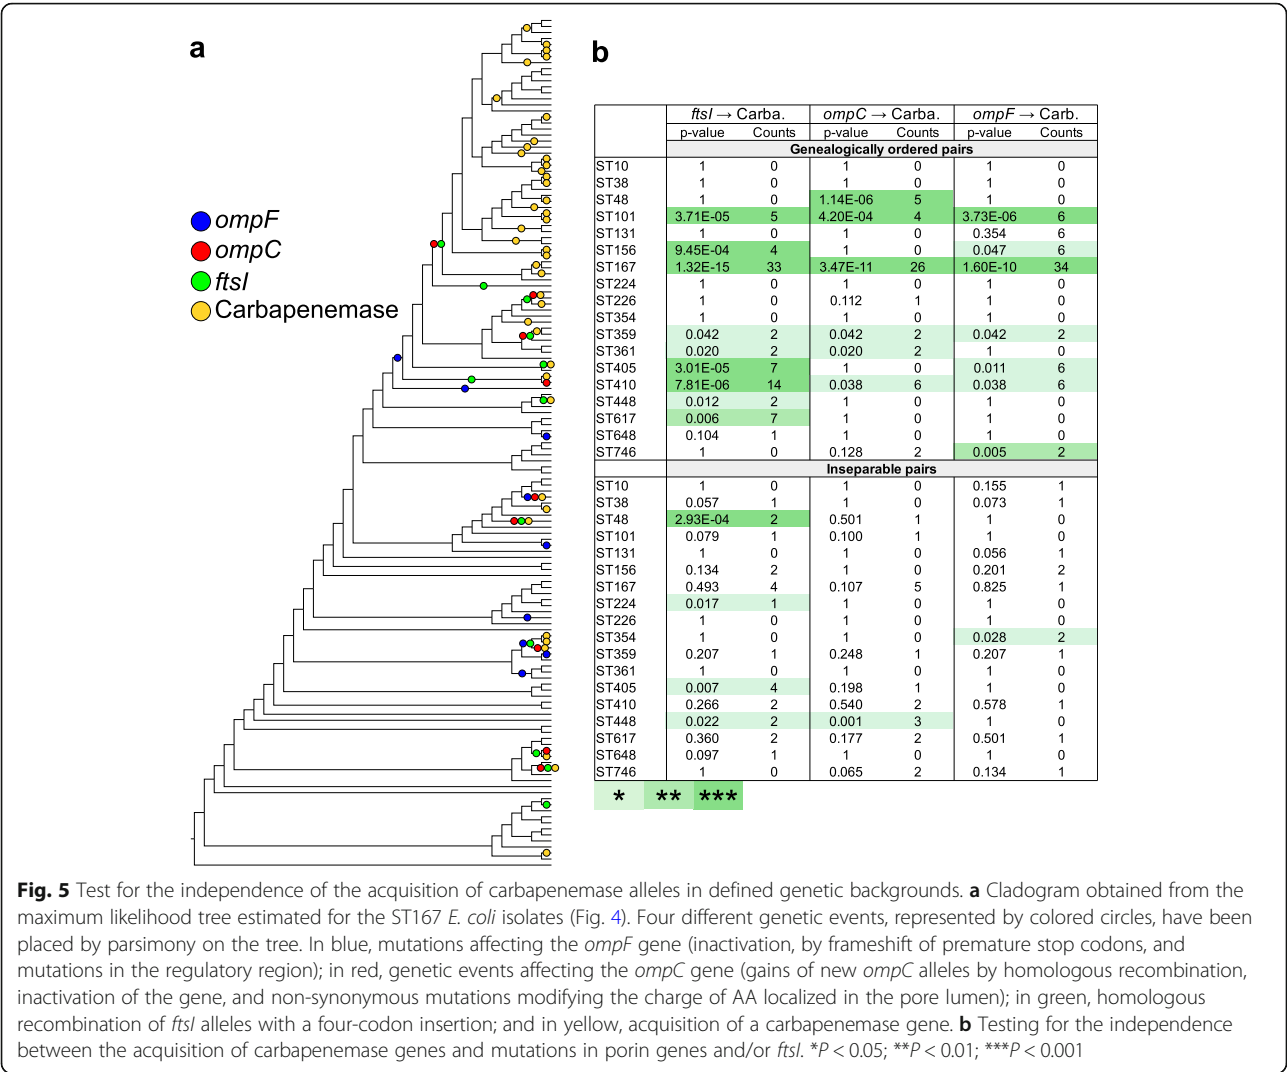 a
b
ompF
ompC
ftsI
Carbapenemase
ftsI → Carba. ompC → Carba. ompF → Carb.
p-value Counts p-value Counts p-value Counts
Genealogically ordered pairs
ST10 1 0 1 0 1 0
ST38 1 0 1 0 1 0
ST48 1 0 1.14E-06 5 1 0
ST101 3.71E-05 5 4.20E-04 4 3.73E-06 6
ST131 1 0 1 0 0.354 6
ST156 9.45E-04 4 1 0 0.047 6
ST167 1.32E-15 33 3.47E-11 26 1.60E-10 34
ST224 1 0 1 0 1 0
ST226 1 0 0.112 1 1 0
ST354 1 0 1 0 1 0
ST359 0.042 2 0.042 2 0.042 2
ST361 0.020 2 0.020 2 1 0
ST405 3.01E-05 7 1 0 0.011 6
ST410 7.81E-06 14 0.038 6 0.038 6
ST448 0.012 2 1 0 1 0
ST617 0.006 7 1 0 1 0
ST648 0.104 1 1 0 1 0
ST746 1 0 0.128 2 0.005 2
Inseparable pairs
ST10 1 0 1 0 0.155 1
ST38 0.057 1 1 0 0.073 1
ST48 2.93E-04 2 0.501 1 1 0
ST101 0.079 1 0.100 1 1 0
ST131 1 0 1 0 0.056 1
ST156 0.134 2 1 0 0.201 2
ST167 0.493 4 0.107 5 0.825 1
ST224 0.017 1 1 0 1 0
ST226 1 0 1 0 1 0
ST354 1 0 1 0 0.028 2
ST359 0.207 1 0.248 1 0.207 1
ST361 1 0 1 0 1 0
ST405 0.007 4 0.198 1 1 0
ST410 0.266 2 0.540 2 0.578 1
ST448 0.022 2 0.001 3 1 0
ST617 0.360 2 0.177 2 0.501 1
ST648 0.097 1 1 0 1 0
ST746 1 0 0.065 2 0.134 1
* ** ***
Fig. 5 Test for the independence of the acquisition of carbapenemase alleles in defined genetic backgrounds. a Cladogram obtained from the
maximum likelihood tree estimated for the ST167 E. coli isolates (Fig. 4). Four different genetic events, represented by colored circles, have been
placed by parsimony on the tree. In blue, mutations affecting the ompF gene (inactivation, by frameshift of premature stop codons, and
mutations in the regulatory region); in red, genetic events affecting the ompC gene (gains of new ompC alleles by homologous recombination,
inactivation of the gene, and non-synonymous mutations modifying the charge of AA localized in the pore lumen); in green, homologous
recombination of ftsI alleles with a four-codon insertion; and in yellow, acquisition of a carbapenemase gene. b Testing for the independence
between the acquisition of carbapenemase genes and mutations in porin genes and/or ftsI. *P < 0.05; **P < 0.01; ***P < 0.001